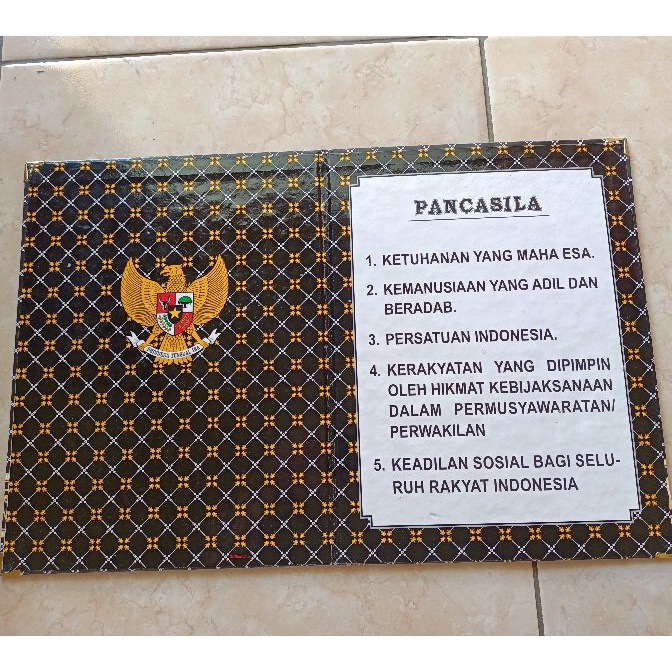 PANCASILA
1. KETUHANAN YANG MAHA ESA.
2. KEMANUSIAAN YANG ADIL DAN
BERADAB.
3. PERSATUAN INDONESIA.
4. KERAKYATAN YANG DIPIMPIN
OLEH HIKMAT KEBIJAKSANAAN
DALAM PERMUSYAWARATAN/
PERWAKILAN
5. KEADILAN SOSIAL BAGI SELU-
RUH RAKYAT INDONESIA